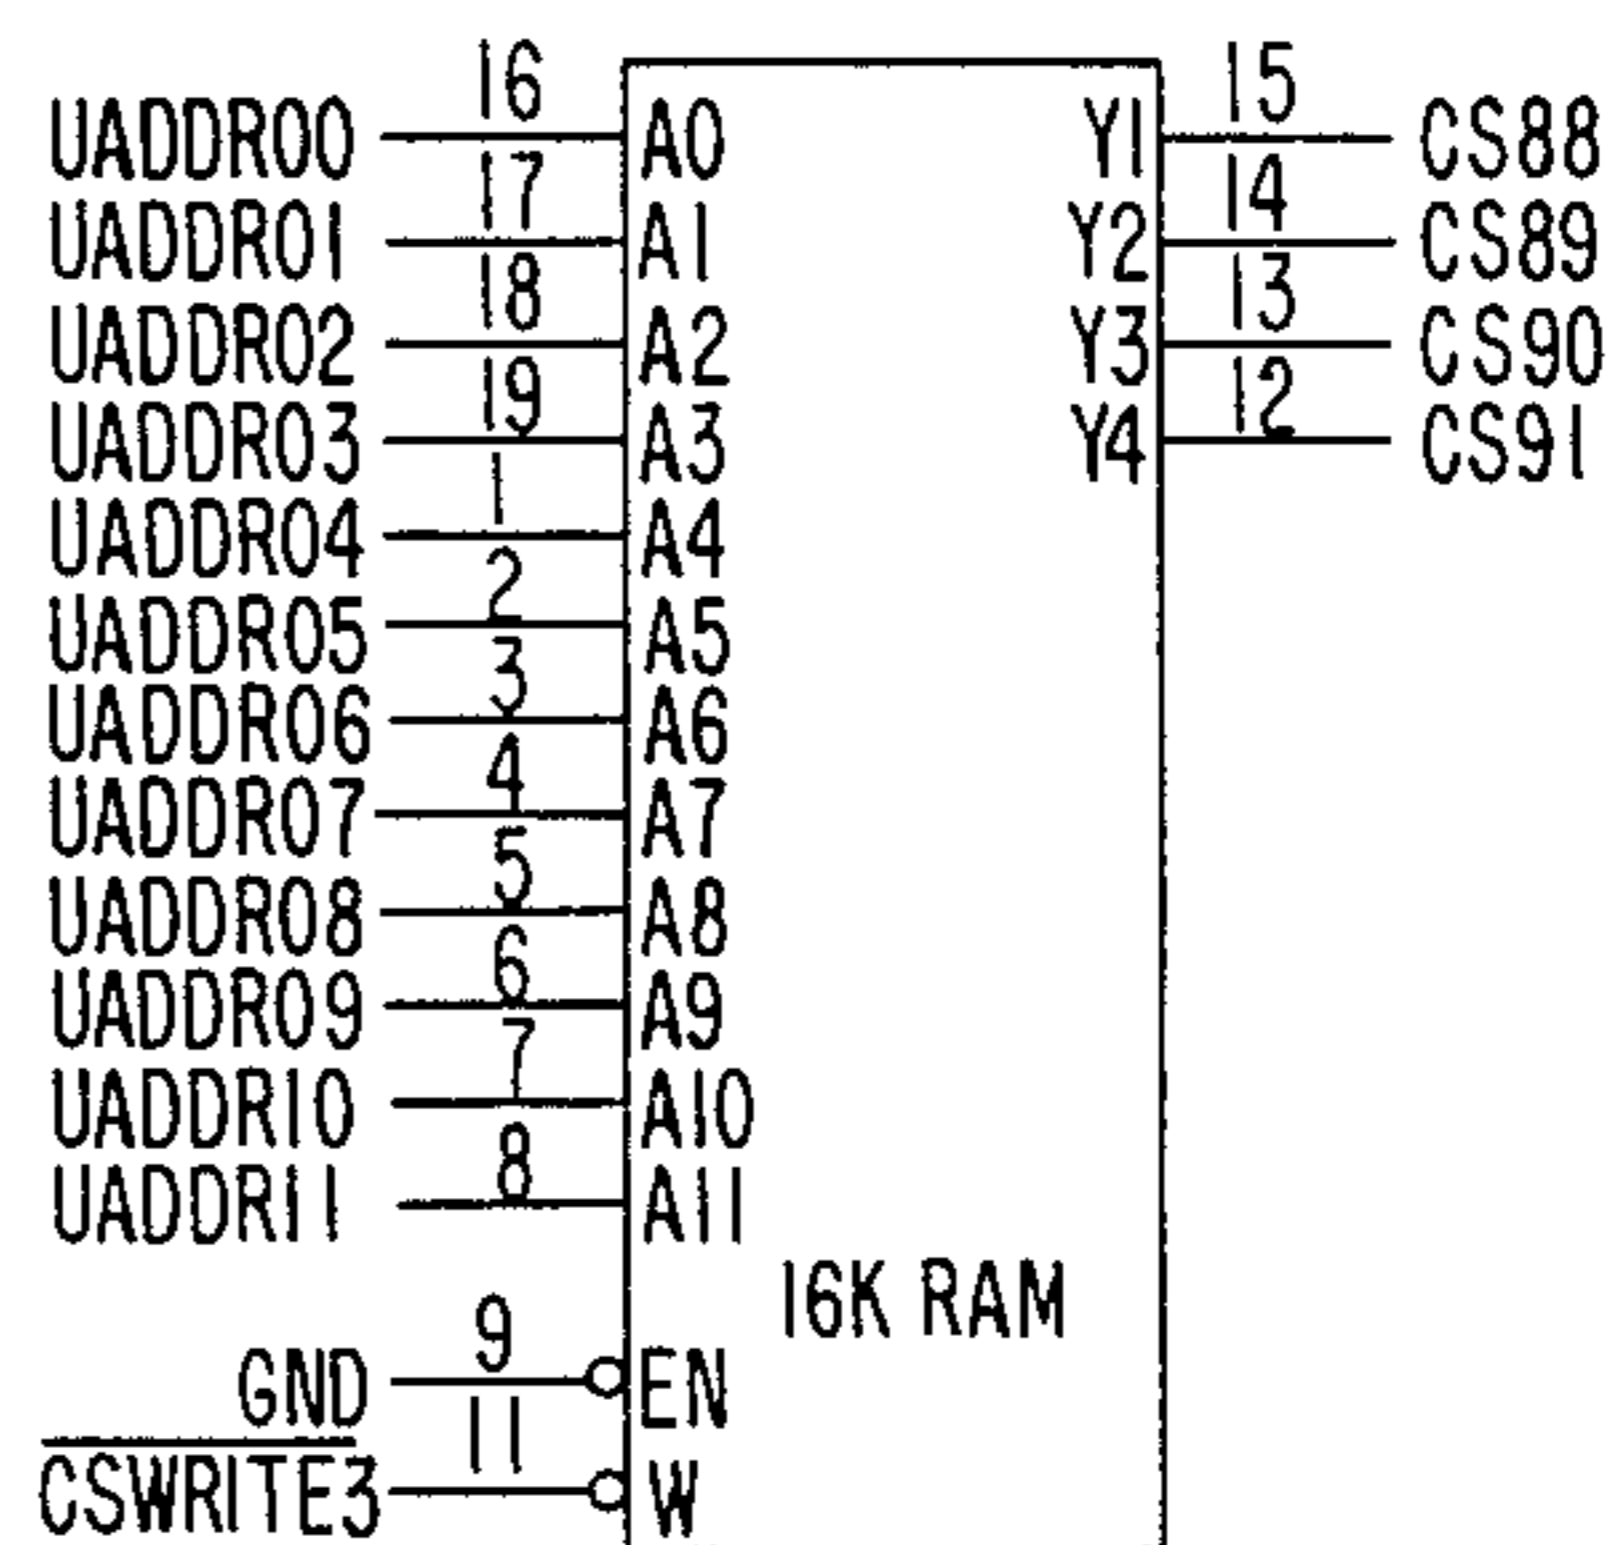 16 15
UADDR00 A0 Y1 CS88
17 14
UADDR01 A1 Y2 CS89
18 13
UADDR02 A2 Y3 CS90
19 12
UADDR03 A3 Y4 CS91
1
UADDR04 A4
2
UADDR05 A5
3
UADDR06 A6
4
UADDR07 A7
5
UADDR08 A8
6
UADDR09 A9
7
UADDR10 A10
8
UADDR11 A11
16K RAM
9
GND EN
11
CSWRITE3 W